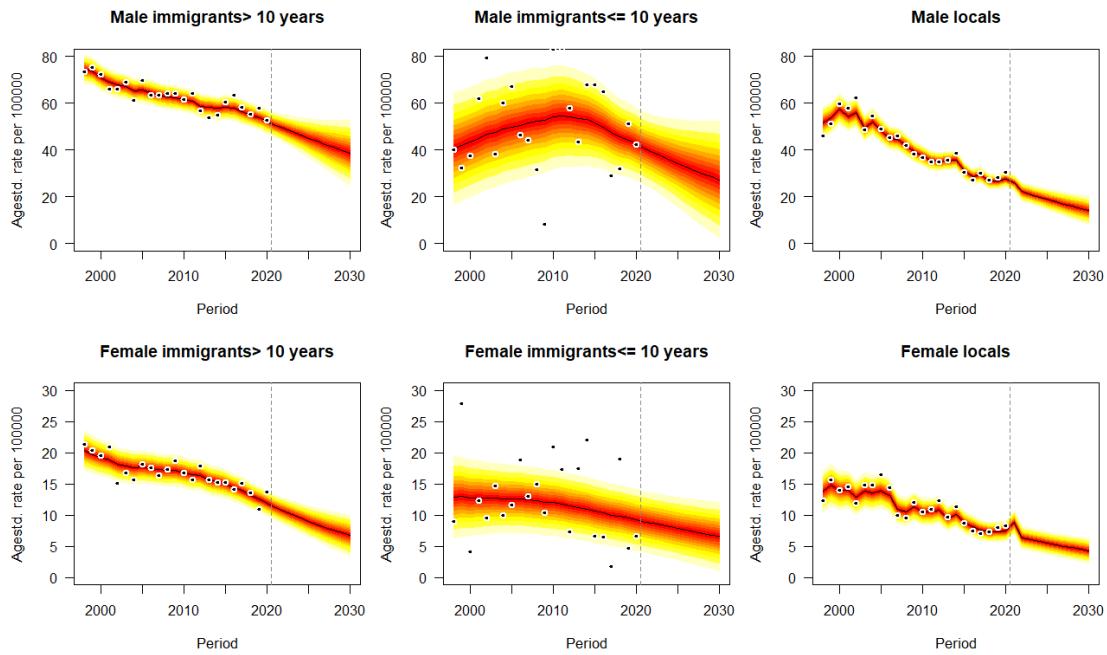 Male immigrants> 10 years
Agestd. rate per 100000
80
60
40
20
0
2000 2010 2020 2030
Period
Male immigrants<= 10 years
Agestd. rate per 100000
80
60
40
20
0
2000 2010 2020 2030
Period
Male locals
Agestd. rate per 100000
80
60
40
20
0
2000 2010 2020 2030
Period
Female immigrants> 10 years
Agestd. rate per 100000
30
25
20
15
10
5
0
2000 2010 2020 2030
Period
Female immigrants<= 10 years
Agestd. rate per 100000
30
25
20
15
10
5
0
2000 2010 2020 2030
Period
Female locals
Agestd. rate per 100000
30
25
20
15
10
5
0
2000 2010 2020 2030
Period